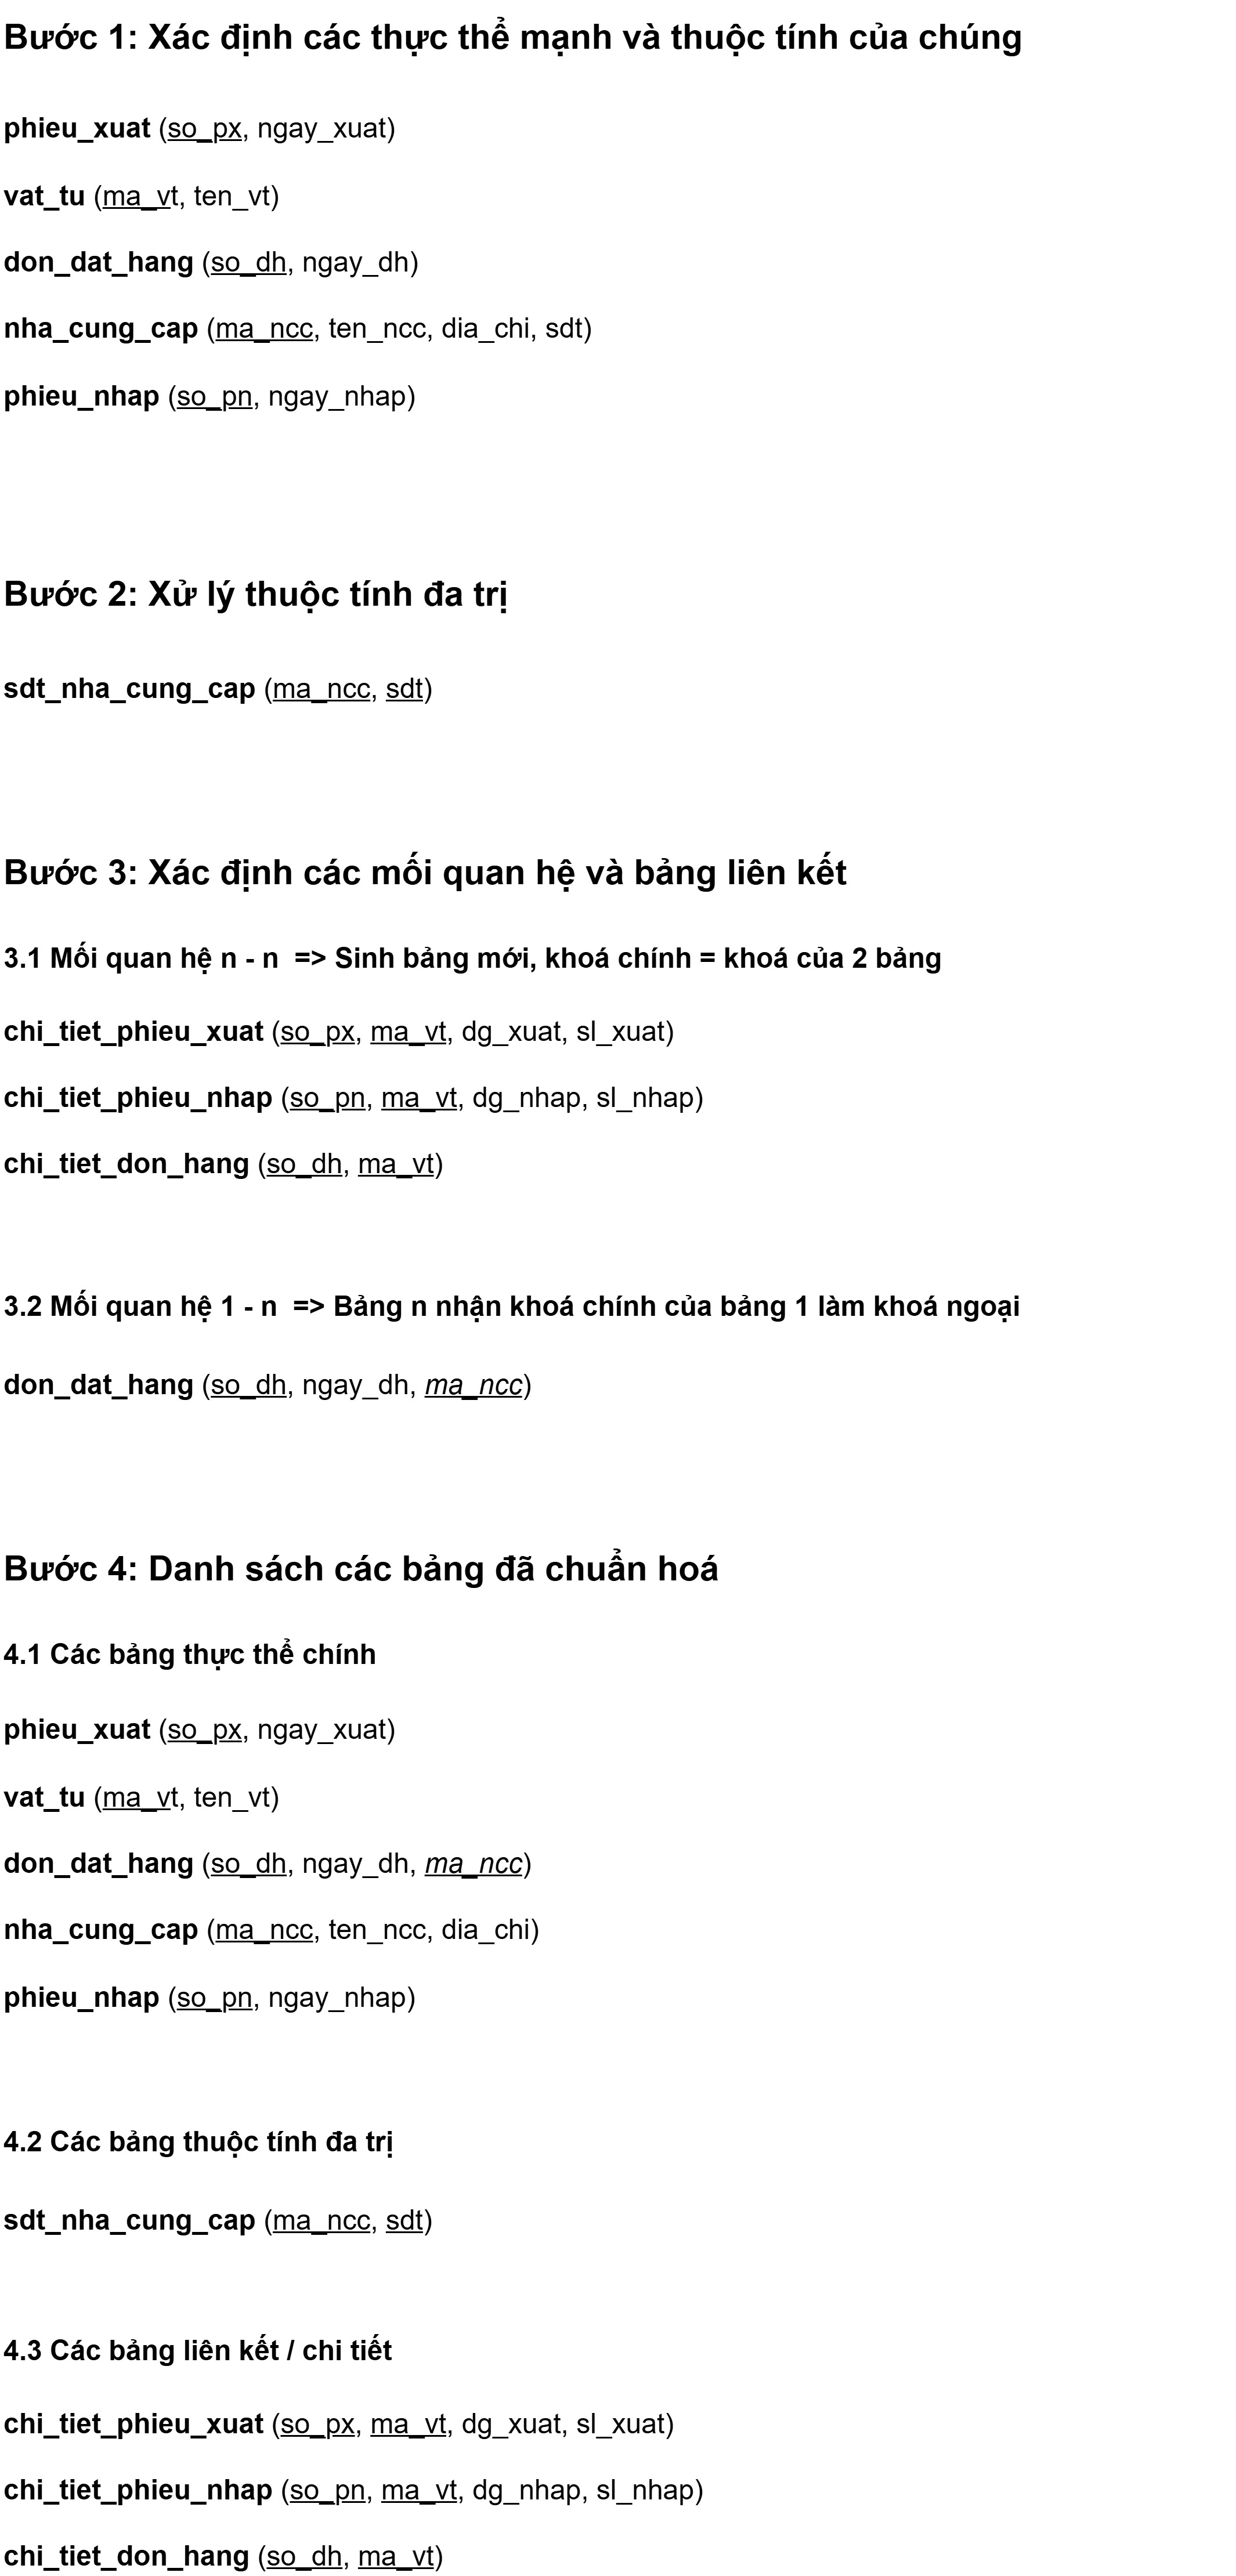 Bước 1: Xác định các thực thể mạnh và thuộc tính của chúng
phieu_xuat (so_px, ngay_xuat)
vat_tu (ma_vt, ten_vt)
don_dat_hang (so_dh, ngay_dh)
nha_cung_cap (ma_ncc, ten_ncc, dia_chi, sdt)
phieu_nhap (so_pn, ngay_nhap)
Bước 2: Xử lý thuộc tính đa trị
sdt_nha_cung_cap (ma_ncc, sdt)
Bước 3: Xác định các mối quan hệ và bảng liên kết
3.1 Mối quan hệ n - n  => Sinh bảng mới, khoá chính = khoá của 2 bảng
chi_tiet_phieu_xuat (so_px, ma_vt, dg_xuat, sl_xuat)
chi_tiet_phieu_nhap (so_pn, ma_vt, dg_nhap, sl_nhap)
chi_tiet_don_hang (so_dh, ma_vt)
3.2 Mối quan hệ 1 - n  => Bảng n nhận khoá chính của bảng 1 làm khoá ngoại
don_dat_hang (so_dh, ngay_dh, ma_ncc)
Bước 4: Danh sách các bảng đã chuẩn hoá
4.1 Các bảng thực thể chính
phieu_xuat (so_px, ngay_xuat)
vat_tu (ma_vt, ten_vt)
don_dat_hang (so_dh, ngay_dh, ma_ncc)
nha_cung_cap (ma_ncc, ten_ncc, dia_chi)
phieu_nhap (so_pn, ngay_nhap)
4.2 Các bảng thuộc tính đa trị
sdt_nha_cung_cap (ma_ncc, sdt)
4.3 Các bảng liên kết / chi tiết
chi_tiet_phieu_xuat (so_px, ma_vt, dg_xuat, sl_xuat)
chi_tiet_phieu_nhap (so_pn, ma_vt, dg_nhap, sl_nhap)
chi_tiet_don_hang (so_dh, ma_vt)